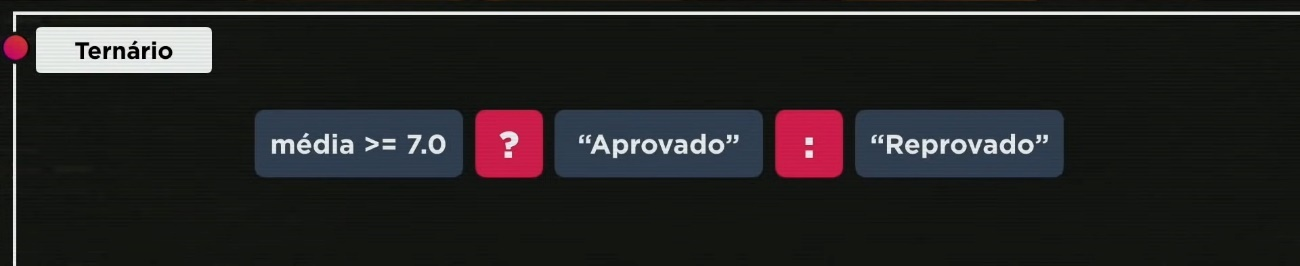 Ternário
média >= 7.0 ? “Aprovado” : “Reprovado”